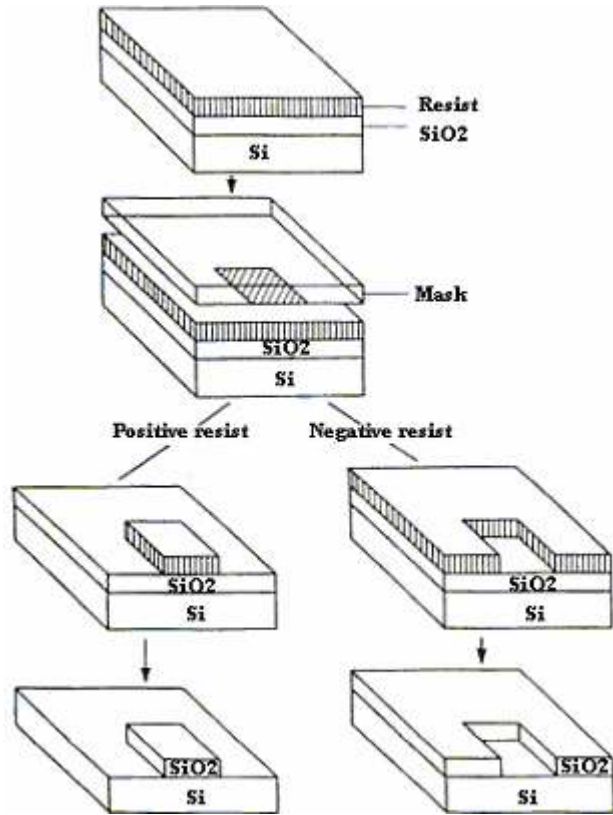 Resist
SiO2
Si
Mask
SiO2
Si
Positive resist
Negative resist
SiO2
Si
SiO2
Si
SiO2
Si
SiO2
Si